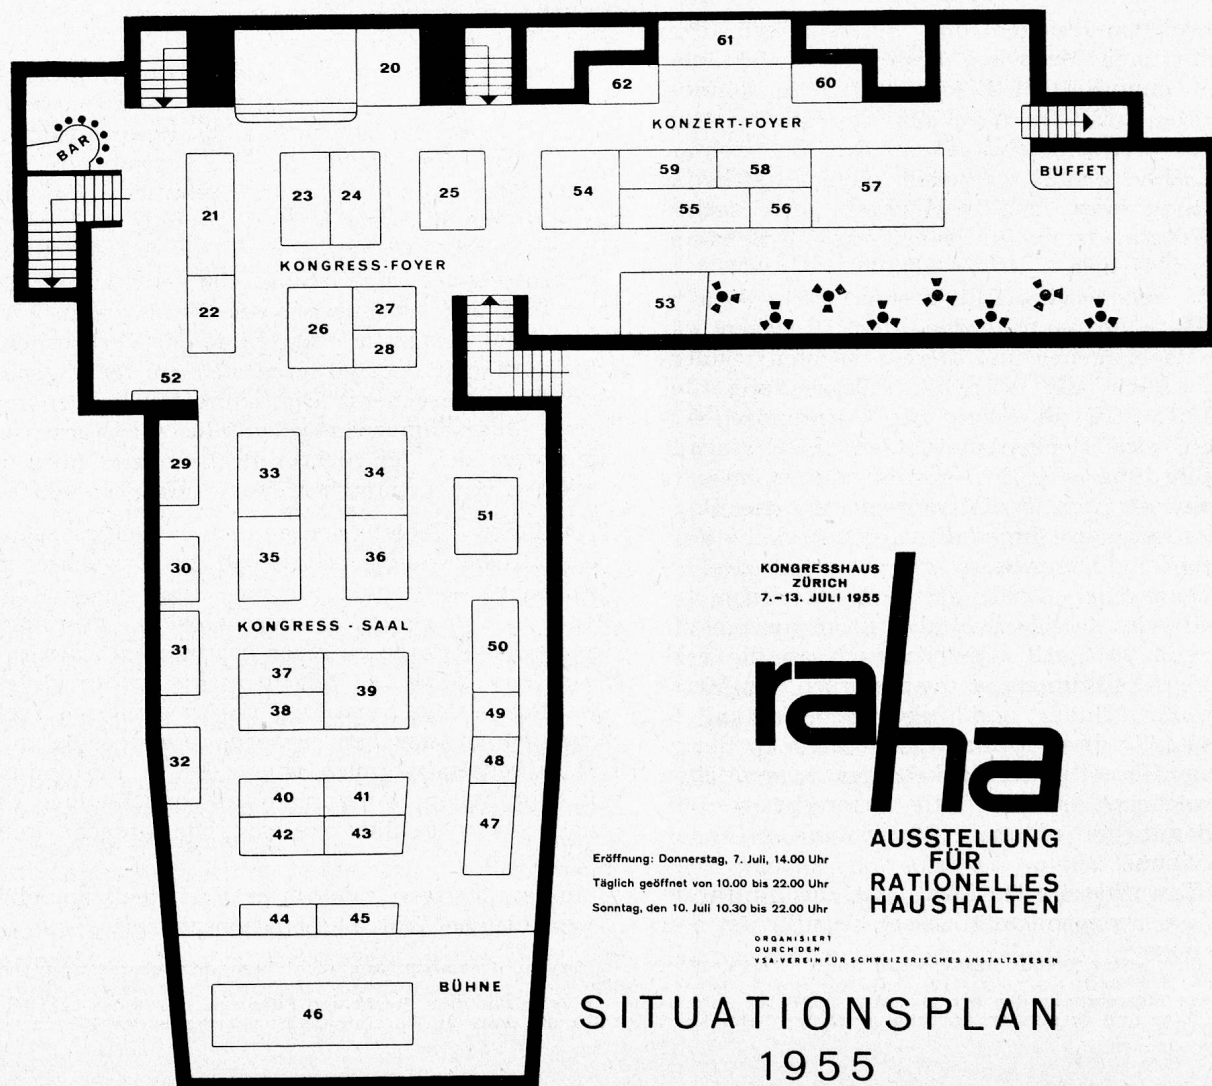 61
20
62
60
KONZERT-FOYER
BAR
BUFFET
59
58
23
24
25
54
57
21
55
56
KONGRESS-FOYER
22
26
27
28
53
52
29
33
34
51
30
35
36
KONGRESS - SAAL
31
37
38
39
50
49
32
48
40
41
47
42
43
44
45
BÜHNE
46
KONGRESSHAUS
ZÜRICH
7.–13. JULI 1955
raha
AUSSTELLUNG
FÜR
RATIONELLES
HAUSHALTEN
Eröffnung: Donnerstag, 7. Juli, 14.00 Uhr
Täglich geöffnet von 10.00 bis 22.00 Uhr
Sonntag, den 10. Juli 10.30 bis 22.00 Uhr
ORGANISIERT
DURCH DEN
VSA-VEREIN FÜR SCHWEIZERISCHES ANSTALTSWESEN
SITUATIONSPLAN
1955